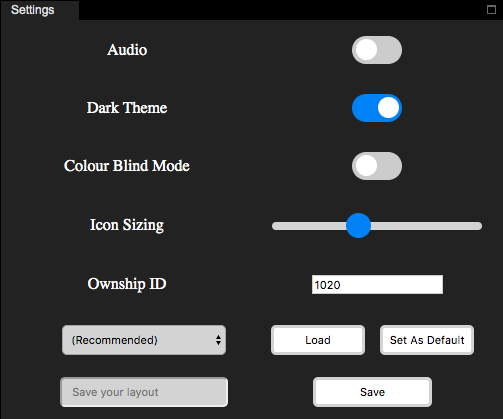 Settings
Audio
Dark Theme
Colour Blind Mode
Icon Sizing
Ownship ID 1020
(Recommended) Load Set As Default
Save your layout Save